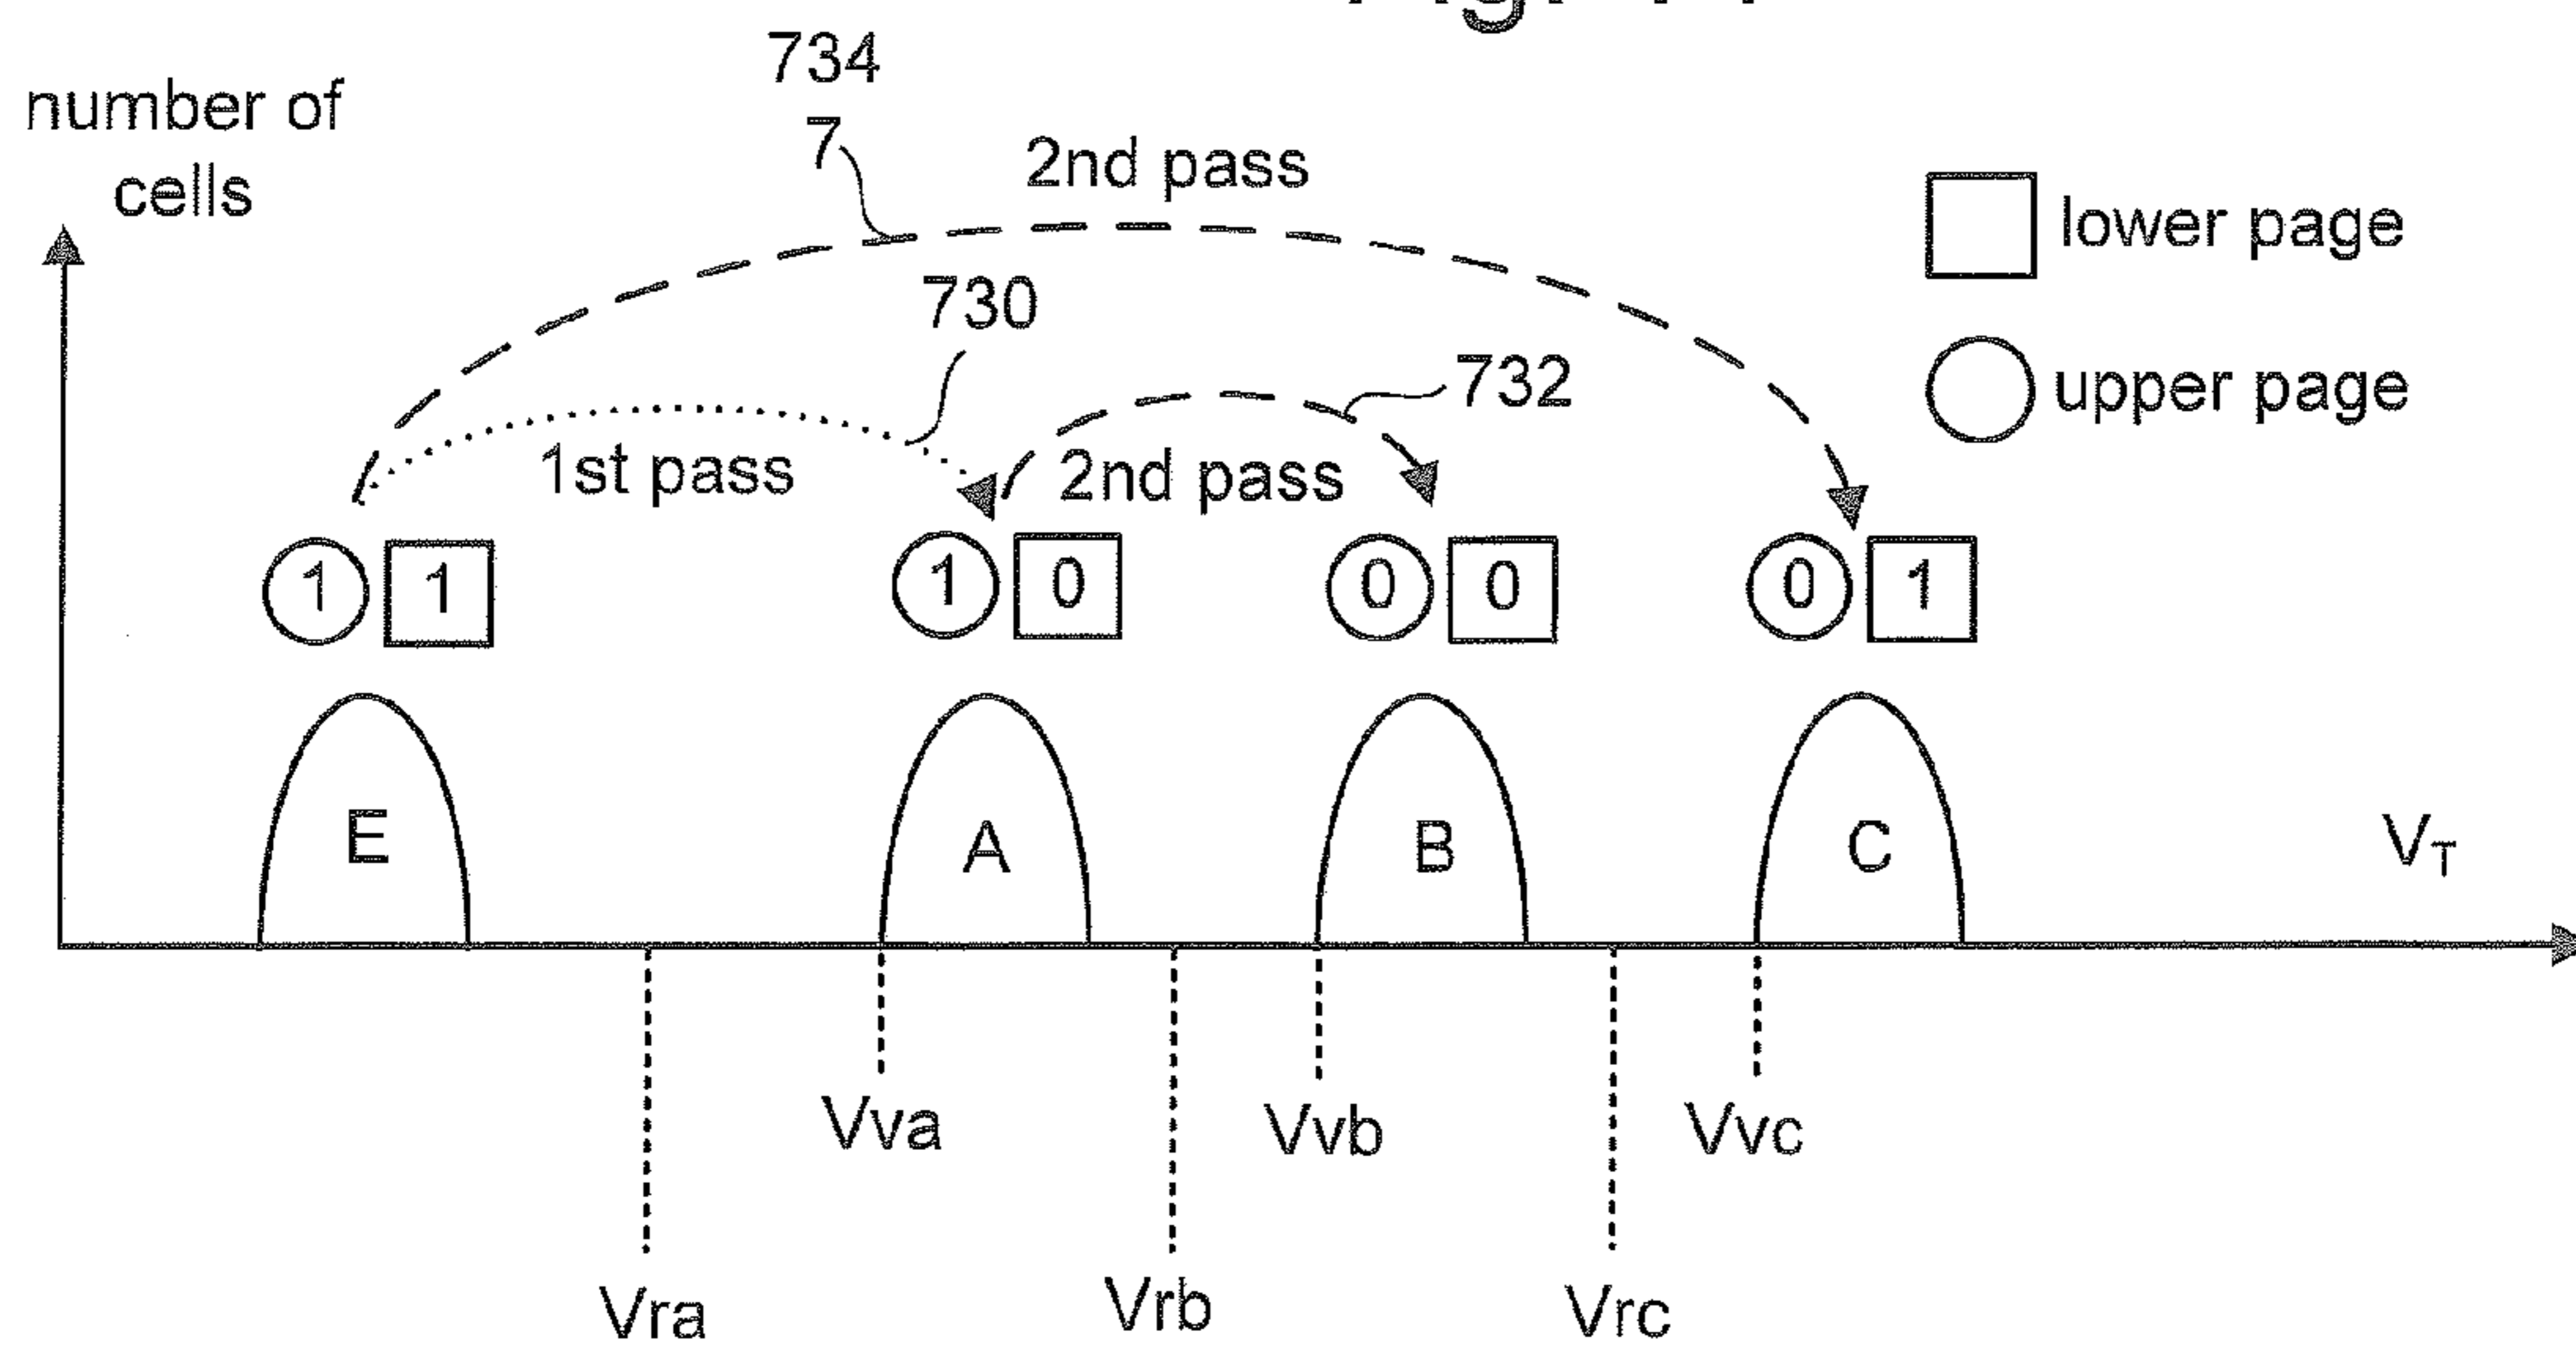 734
7
number of
cells
2nd pass
lower page
730
732
upper page
1st pass
2nd pass
1 1
1 0
0 0
0 1
E
A
B
C
VT
Vva
Vvb
Vvc
Vra
Vrb
Vrc